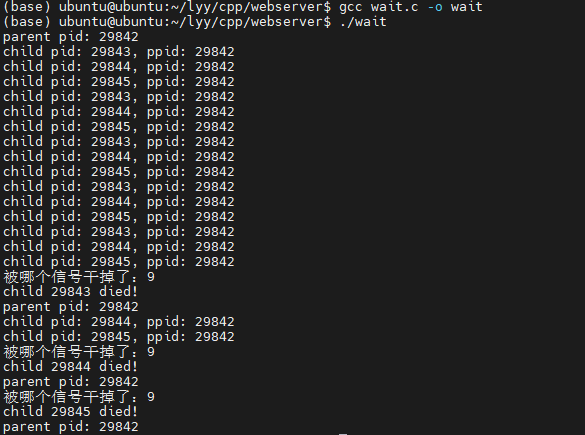 (base) ubuntu@ubuntu:~/lyy/cpp/webserver$ gcc wait.c -o wait
(base) ubuntu@ubuntu:~/lyy/cpp/webserver$ ./wait
parent pid: 29842
child pid: 29843, ppid: 29842
child pid: 29844, ppid: 29842
child pid: 29845, ppid: 29842
child pid: 29843, ppid: 29842
child pid: 29844, ppid: 29842
child pid: 29845, ppid: 29842
child pid: 29843, ppid: 29842
child pid: 29844, ppid: 29842
child pid: 29845, ppid: 29842
child pid: 29843, ppid: 29842
child pid: 29844, ppid: 29842
child pid: 29845, ppid: 29842
child pid: 29843, ppid: 29842
child pid: 29844, ppid: 29842
child pid: 29845, ppid: 29842
被哪个信号干掉了：9
child 29843 died!
parent pid: 29842
child pid: 29844, ppid: 29842
child pid: 29845, ppid: 29842
被哪个信号干掉了：9
child 29844 died!
parent pid: 29842
被哪个信号干掉了：9
child 29845 died!
parent pid: 29842